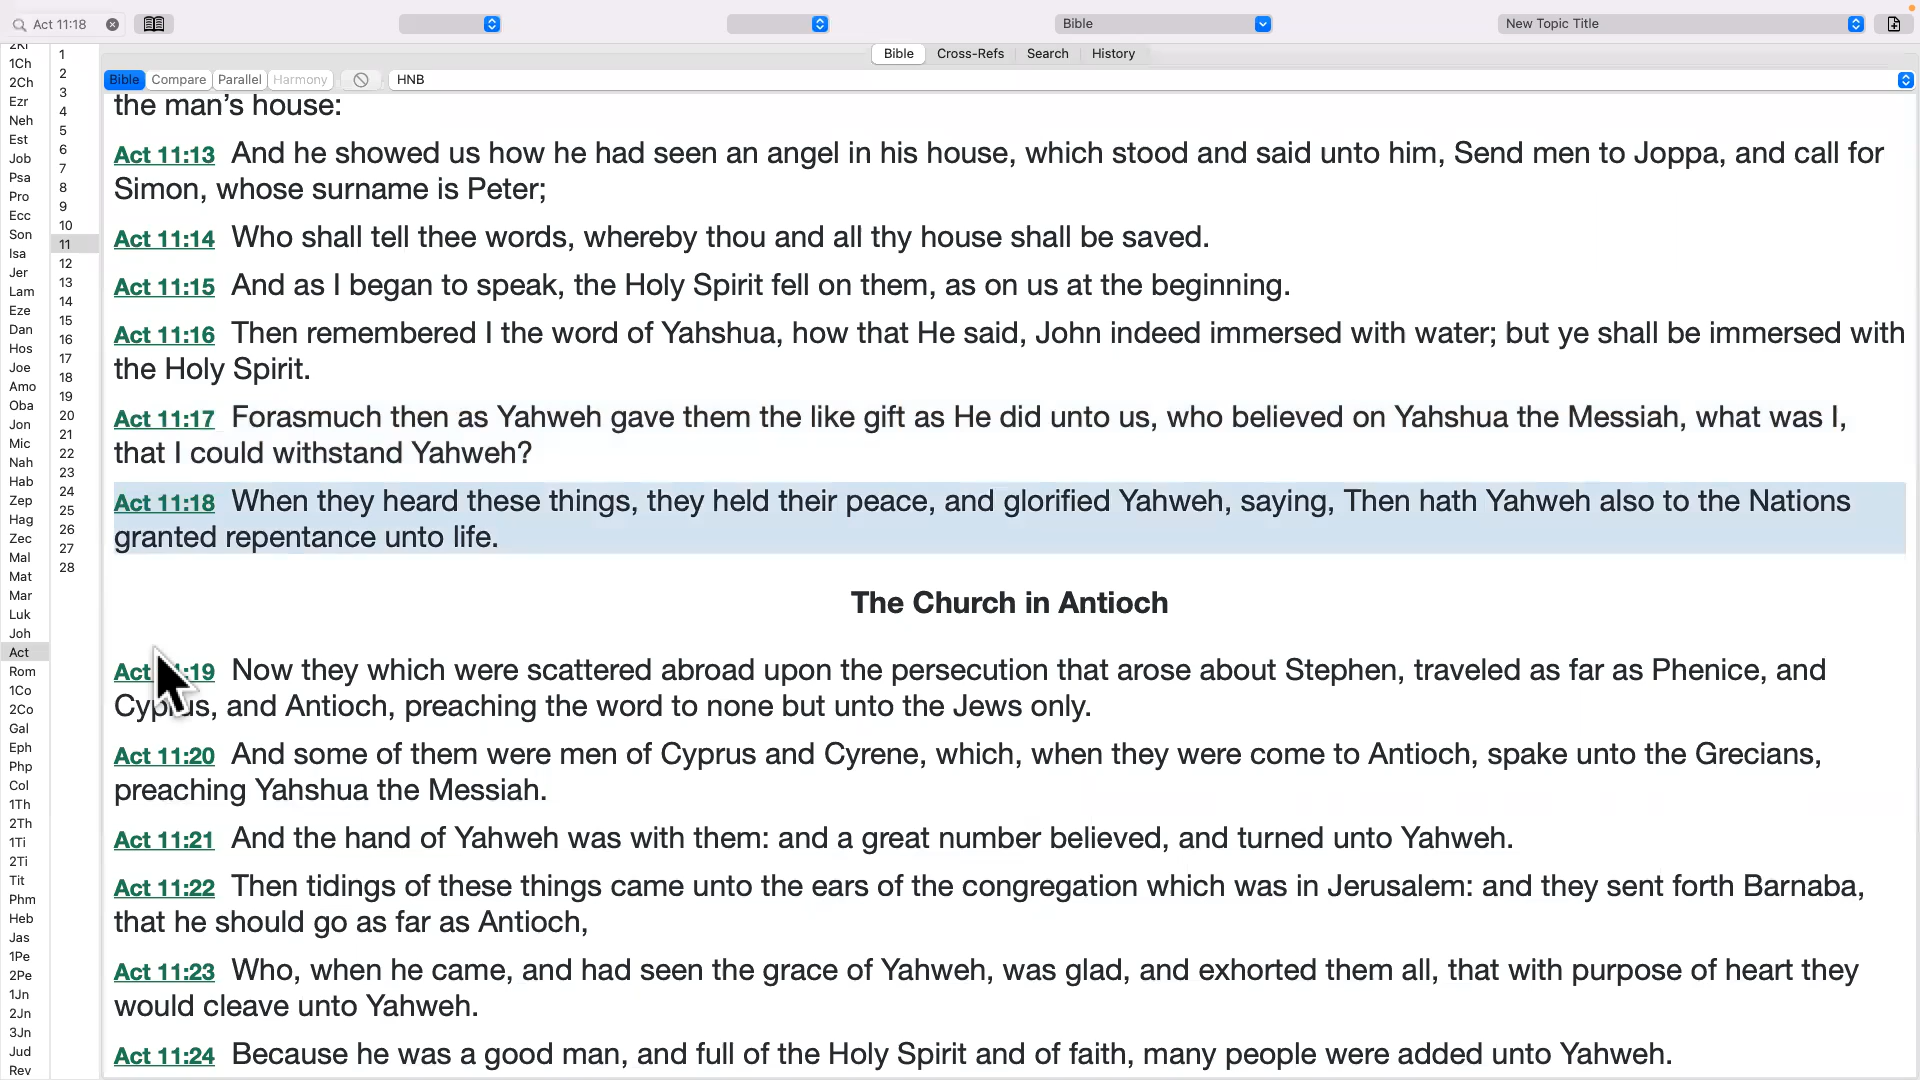 Act 11:18
Bible
New Topic Title
Bible Cross-Refs Search History
Bible Compare Parallel Harmony HNB
2Ki
1Ch
2Ch
Ezr
Neh
Est
Job
Psa
Pro
Ecc
Son
Isa
Jer
Lam
Eze
Dan
Hos
Joe
Amo
Oba
Jon
Mic
Nah
Hab
Zep
Hag
Zec
Mal
Mat
Mar
Luk
Joh
Act
Rom
1Co
2Co
Gal
Eph
Php
Col
1Th
2Th
1Ti
2Ti
Tit
Phm
Heb
Jas
1Pe
2Pe
1Jn
2Jn
3Jn
Jud
Rev
1
2
3
4
5
6
7
8
9
10
11
12
13
14
15
16
17
18
19
20
21
22
23
24
25
26
27
28
the man’s house:
Act 11:13 And he showed us how he had seen an angel in his house, which stood and said unto him, Send men to Joppa, and call for
Simon, whose surname is Peter;
Act 11:14 Who shall tell thee words, whereby thou and all thy house shall be saved.
Act 11:15 And as I began to speak, the Holy Spirit fell on them, as on us at the beginning.
Act 11:16 Then remembered I the word of Yahshua, how that He said, John indeed immersed with water; but ye shall be immersed with
the Holy Spirit.
Act 11:17 Forasmuch then as Yahweh gave them the like gift as He did unto us, who believed on Yahshua the Messiah, what was I,
that I could withstand Yahweh?
Act 11:18 When they heard these things, they held their peace, and glorified Yahweh, saying, Then hath Yahweh also to the Nations
granted repentance unto life.
The Church in Antioch
Act 11:19 Now they which were scattered abroad upon the persecution that arose about Stephen, traveled as far as Phenice, and
Cyprus, and Antioch, preaching the word to none but unto the Jews only.
Act 11:20 And some of them were men of Cyprus and Cyrene, which, when they were come to Antioch, spake unto the Grecians,
preaching Yahshua the Messiah.
Act 11:21 And the hand of Yahweh was with them: and a great number believed, and turned unto Yahweh.
Act 11:22 Then tidings of these things came unto the ears of the congregation which was in Jerusalem: and they sent forth Barnaba,
that he should go as far as Antioch,
Act 11:23 Who, when he came, and had seen the grace of Yahweh, was glad, and exhorted them all, that with purpose of heart they
would cleave unto Yahweh.
Act 11:24 Because he was a good man, and full of the Holy Spirit and of faith, many people were added unto Yahweh.